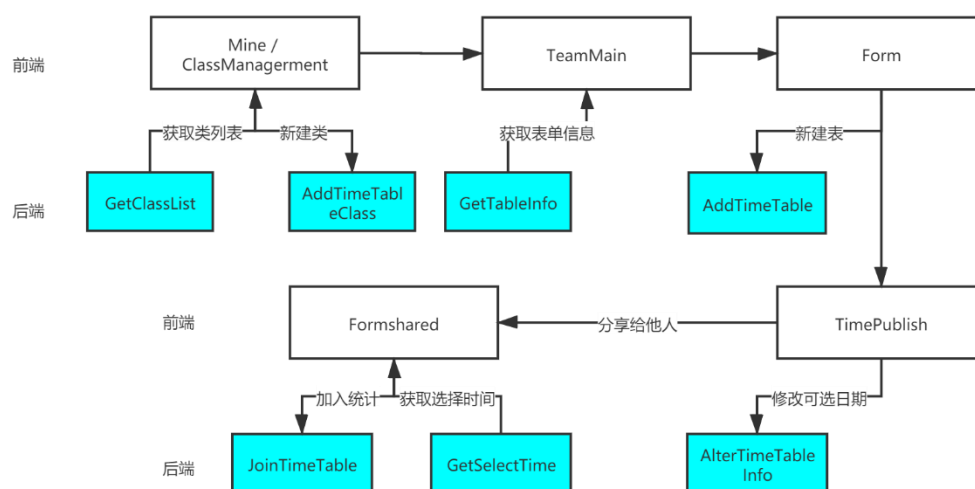 Mine /
ClassManagerment
TeamMain
Form
前端
获取类列表
新建类
获取表单信息
新建表
后端
GetClassList
AddTimeTabl
eClass
GetTableInfo
AddTimeTable
前端
Formshared
分享给他人
TimePublish
加入统计
获取选择时间
修改可选日期
后端
JoinTimeTable
GetSelectTime
AlterTimeTable
Info